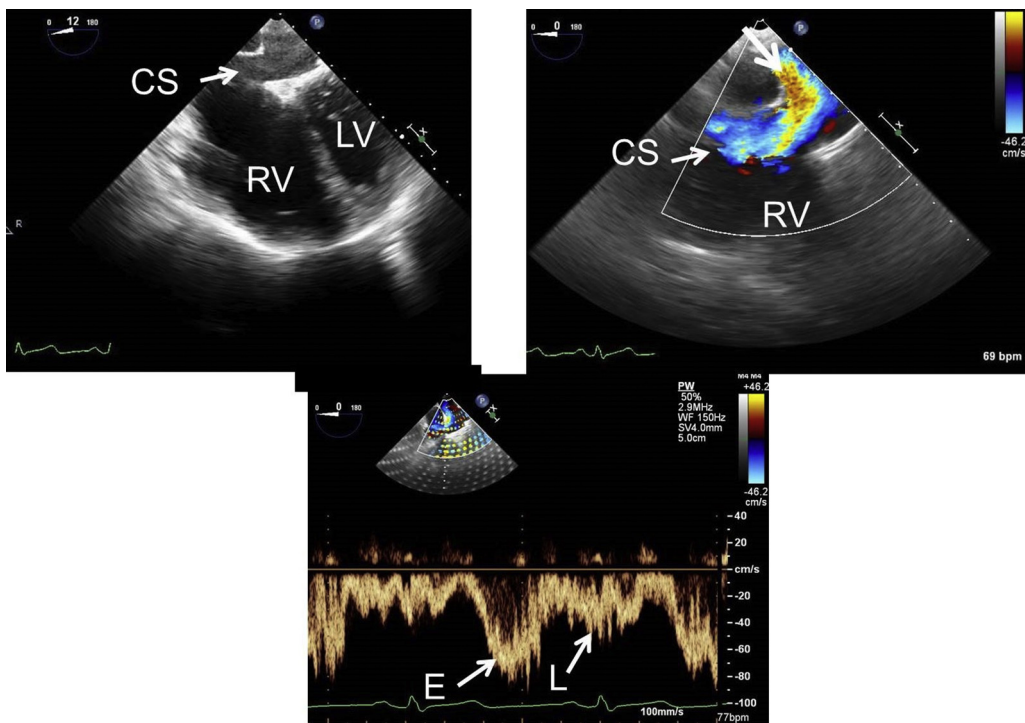 0 12 180
P
CS
LV
RV
R
0 0 180
P
-46.2
cm/s
CS
RV
69 bpm
0 0 180
P
PW
50%
2.9MHz
WF 150Hz
SV4.0mm
5.0cm
M4 M4
+46.2
-46.2
cm/s
40
20
cm/s
-20
-40
-60
-80
-100
E
L
100mm/s
77bpm